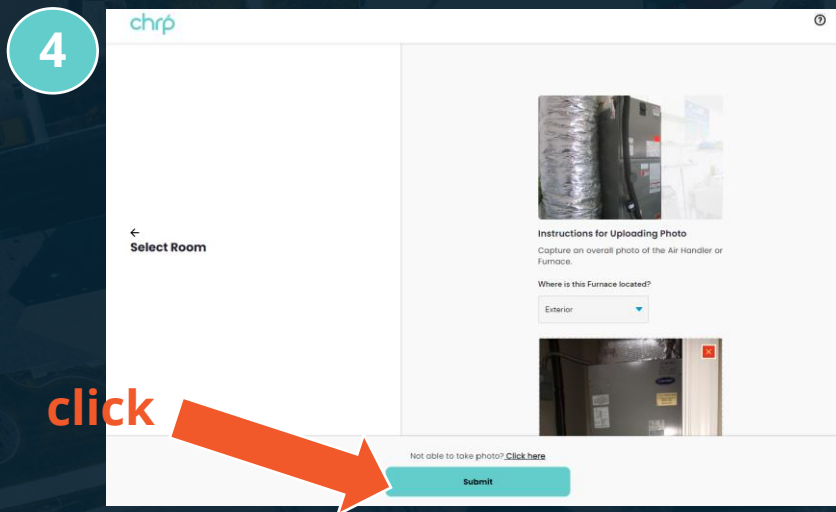 4
chrp
?
←
Select Room
Instructions for Uploading Photo
Capture an overall photo of the Air Handler or
Furnace.
Where is this Furnace located?
Exterior
click
Not able to take photo? Click here
Submit